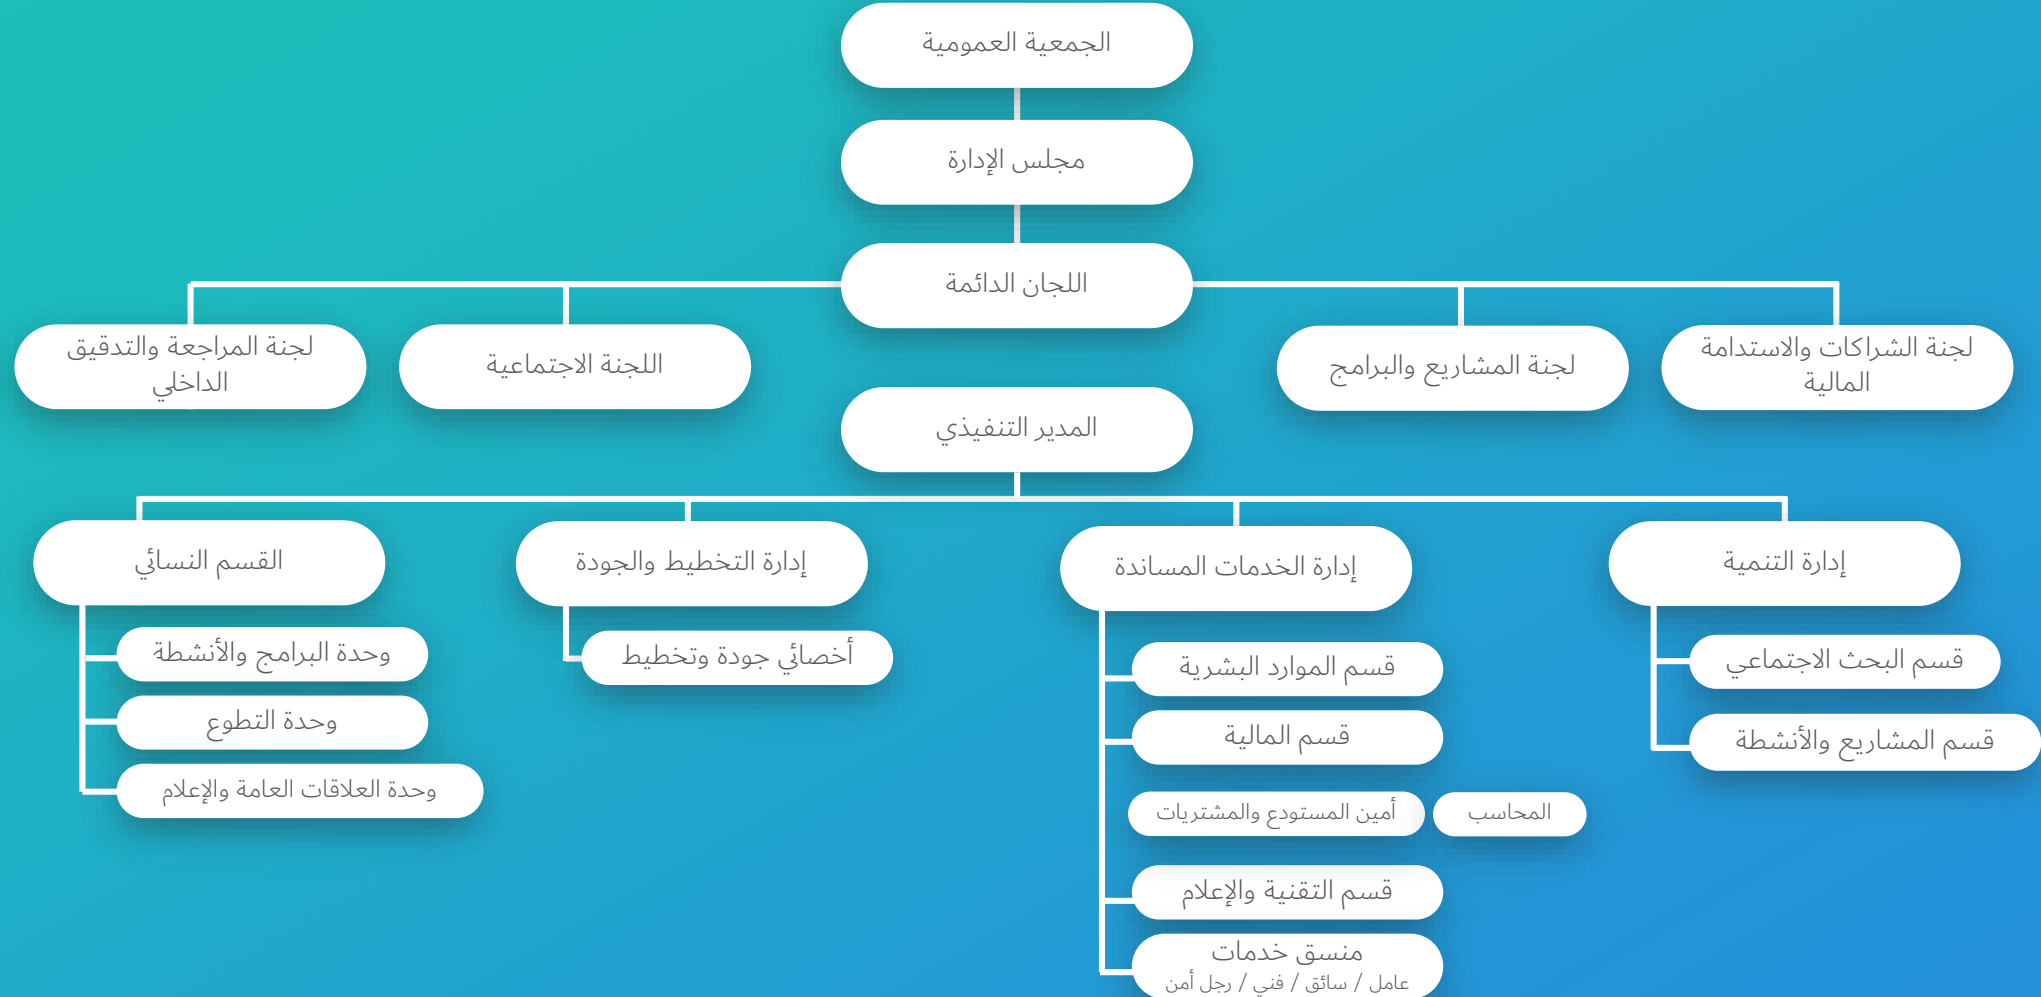 الجمعية العمومية
مجلس الإدارة
اللجان الدائمة
لجنة الشراكات والاستدامة
المالية
لجنة المشاريع والبرامج
اللجنة الاجتماعية
لجنة المراجعة والتدقيق
الداخلي
المدير التنفيذي
إدارة التنمية
قسم البحث الاجتماعي
قسم المشاريع والأنشطة
إدارة الخدمات المساندة
قسم الموارد البشرية
قسم المالية
المحاسب
أمين المستودع والمشتريات
قسم التقنية والإعلام
منسق خدمات
عامل / سائق / فني / رجل أمن
إدارة التخطيط والجودة
أخصائي جودة وتخطيط
القسم النسائي
وحدة البرامج والأنشطة
وحدة التطوع
وحدة العلاقات العامة والإعلام